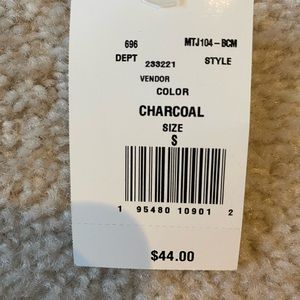 696 MTJ104-BCM
DEPT STYLE
233221
VENDOR
COLOR
CHARCOAL
SIZE
S
1 95480 10901 2
$44.00